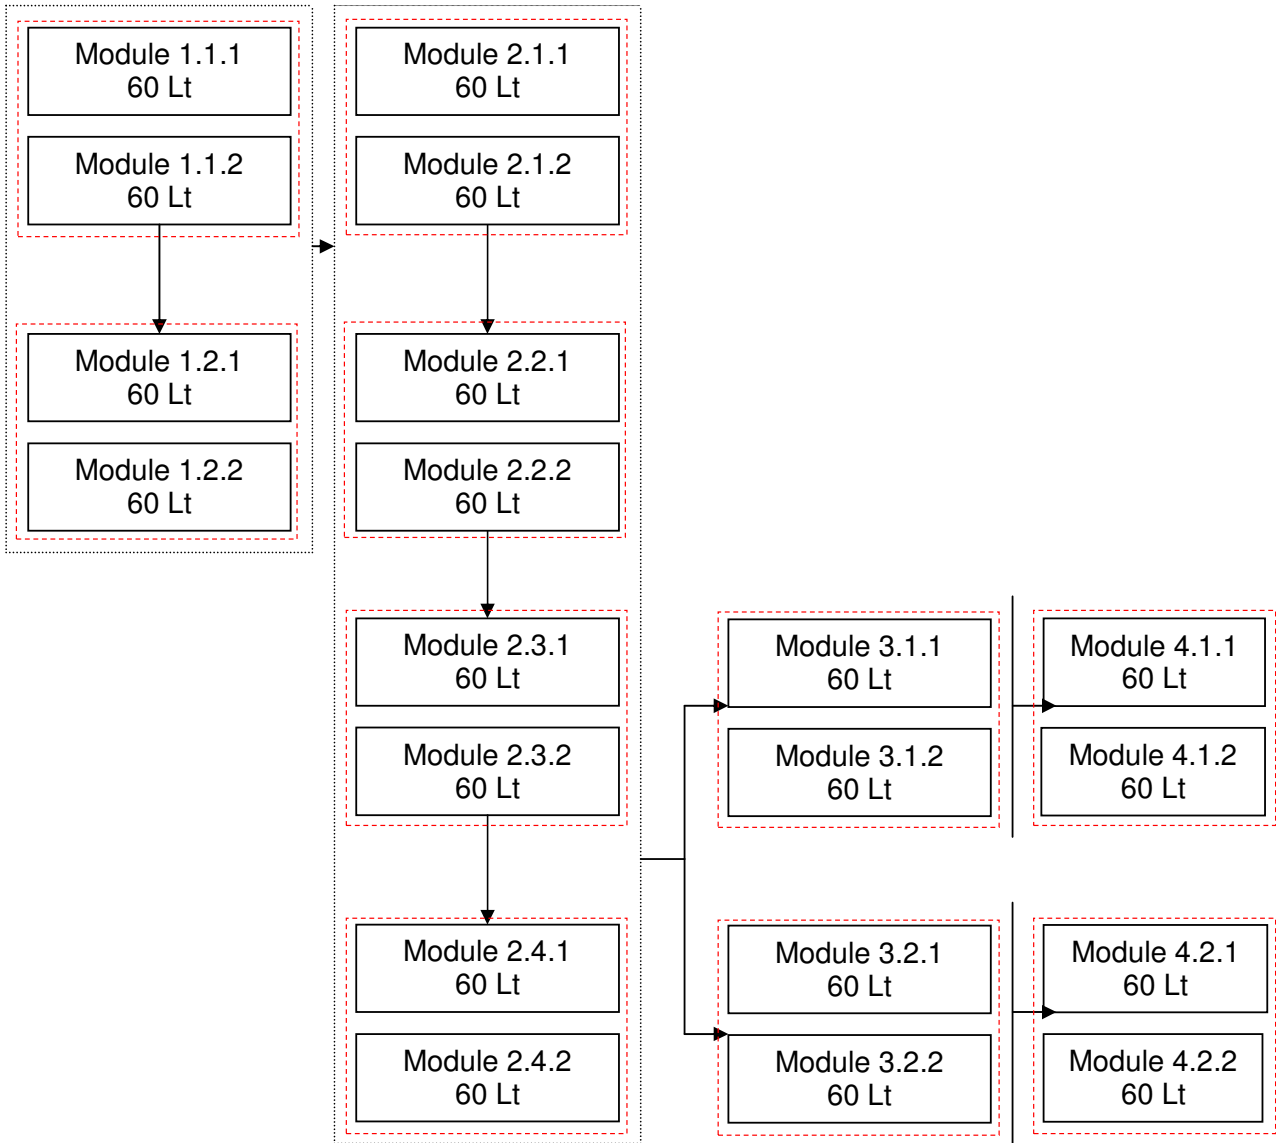 Module 1.1.1
60 Lt
Module 1.1.2
60 Lt
Module 1.2.1
60 Lt
Module 1.2.2
60 Lt
Module 2.1.1
60 Lt
Module 2.1.2
60 Lt
Module 2.2.1
60 Lt
Module 2.2.2
60 Lt
Module 2.3.1
60 Lt
Module 2.3.2
60 Lt
Module 2.4.1
60 Lt
Module 2.4.2
60 Lt
Module 3.1.1
60 Lt
Module 3.1.2
60 Lt
Module 3.2.1
60 Lt
Module 3.2.2
60 Lt
Module 4.1.1
60 Lt
Module 4.1.2
60 Lt
Module 4.2.1
60 Lt
Module 4.2.2
60 Lt